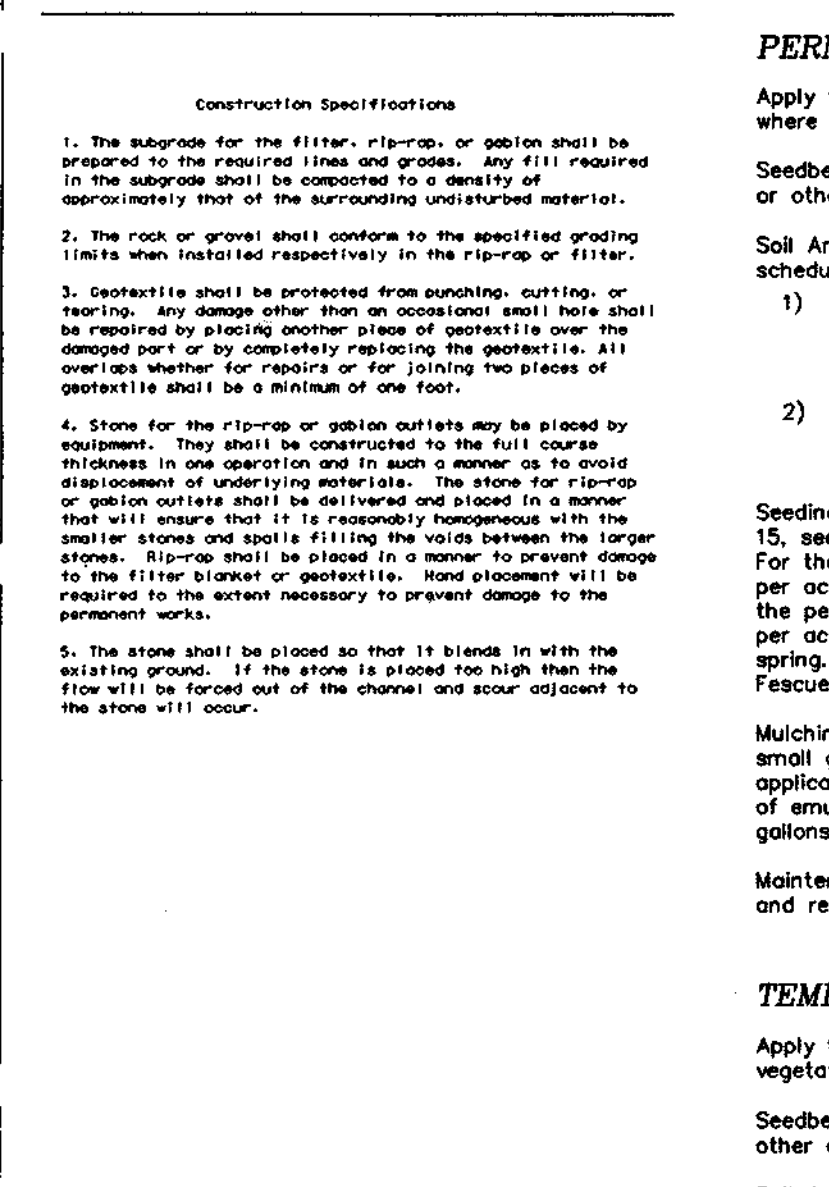 Construction Specifications
1. The subgrade for the filter, rip-rap, or gabion shall be
prepared to the required lines and grades. Any fill required
in the subgrade shall be compacted to a density of
approximately that of the surrounding undisturbed material.
2. The rock or gravel shall conform to the specified grading
limits when installed respectively in the rip-rap or filter.
3. Geotextile shall be protected from punching, cutting, or
tearing. Any damage other than an occasional small hole shall
be repaired by placing another piece of geotextile over the
damaged part or by completely replacing the geotextile. All
overlaps whether for repairs or for joining two pieces of
geotextile shall be a minimum of one foot.
4. Stone for the rip-rap or gabion outlets may be placed by
equipment. They shall be constructed to the full course
thickness in one operation and in such a manner as to avoid
displacement of underlying materials. The stone for rip-rap
or gabion outlets shall be delivered and placed in a manner
that will ensure that it is reasonably homogeneous with the
smaller stones and spalls filling the voids between the larger
stones. Rip-rap shall be placed in a manner to prevent damage
to the filter blanket or geotextile. Hand placement will be
required to the extent necessary to prevent damage to the
permanent works.
5. The stone shall be placed so that it blends in with the
existing ground. If the stone is placed too high then the
flow will be forced out of the channel and scour adjacent to
the stone will occur.
PER
Apply
where
Seedbe
or oth
Soil A
schedu
1)
2)
Seedin
15, see
For the
per ac
the pe
per ac
spring.
Fescue
Mulchi
small
applica
of emu
gallons
Mainte
and re
TEM
Apply
vegeta
Seedbe
other